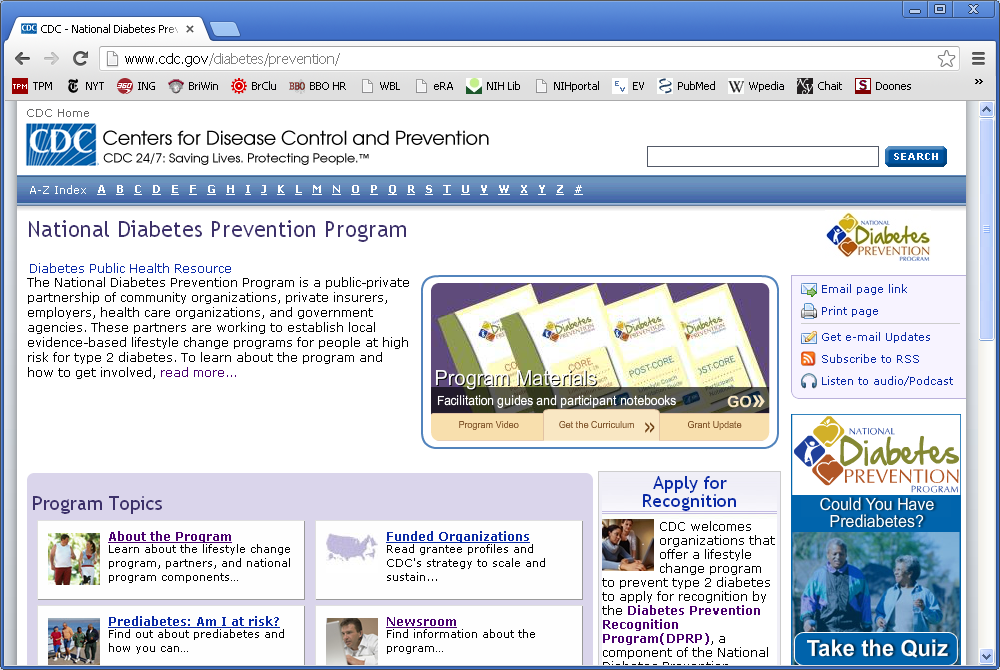 CDC CDC - National Diabetes Prev
www.cdc.gov/diabetes/prevention/
TPM TPM NYT ING BriWin BrClu BBO BBO HR WBL eRA NIH Lib NIHportal EV PubMed Wpedia Chait Doones
CDC Home
CDC
Centers for Disease Control and Prevention
CDC 24/7: Saving Lives. Protecting People.™
SEARCH
A-Z Index A B C D E F G H I J K L M N O P Q R S T U V W X Y Z #
National Diabetes Prevention Program
NATIONAL
Diabetes
PREVENTION
PROGRAM
Diabetes Public Health Resource
The National Diabetes Prevention Program is a public-private
partnership of community organizations, private insurers,
employers, health care organizations, and government
agencies. These partners are working to establish local
evidence-based lifestyle change programs for people at high
risk for type 2 diabetes. To learn about the program and
how to get involved, read more...
Diabetes
PREVENTION
Diabetes
PREVENTION
Diabetes
PREVENTION
Diabetes
PREVENTION
CORE
POST-CORE
POST-CORE
Program Materials
Facilitation guides and participant notebooks
GO»
Program Video
Get the Curriculum »
Grant Update
Email page link
Print page
Get e-mail Updates
Subscribe to RSS
Listen to audio/Podcast
NATIONAL
Diabetes
PREVENTION
PROGRAM
Could You Have
Prediabetes?
Take the Quiz
Program Topics
About the Program
Learn about the lifestyle change
program, partners, and national
program components...
Funded Organizations
Read grantee profiles and
CDC's strategy to scale and
sustain...
Prediabetes: Am I at risk?
Find out about prediabetes and
how you can...
Newsroom
Find information about the
program...
Apply for
Recognition
CDC welcomes
organizations that
offer a lifestyle
change program
to prevent type 2 diabetes
to apply for recognition by
the Diabetes Prevention
Recognition
Program(DPRP), a
component of the National
Diabetes Prevention